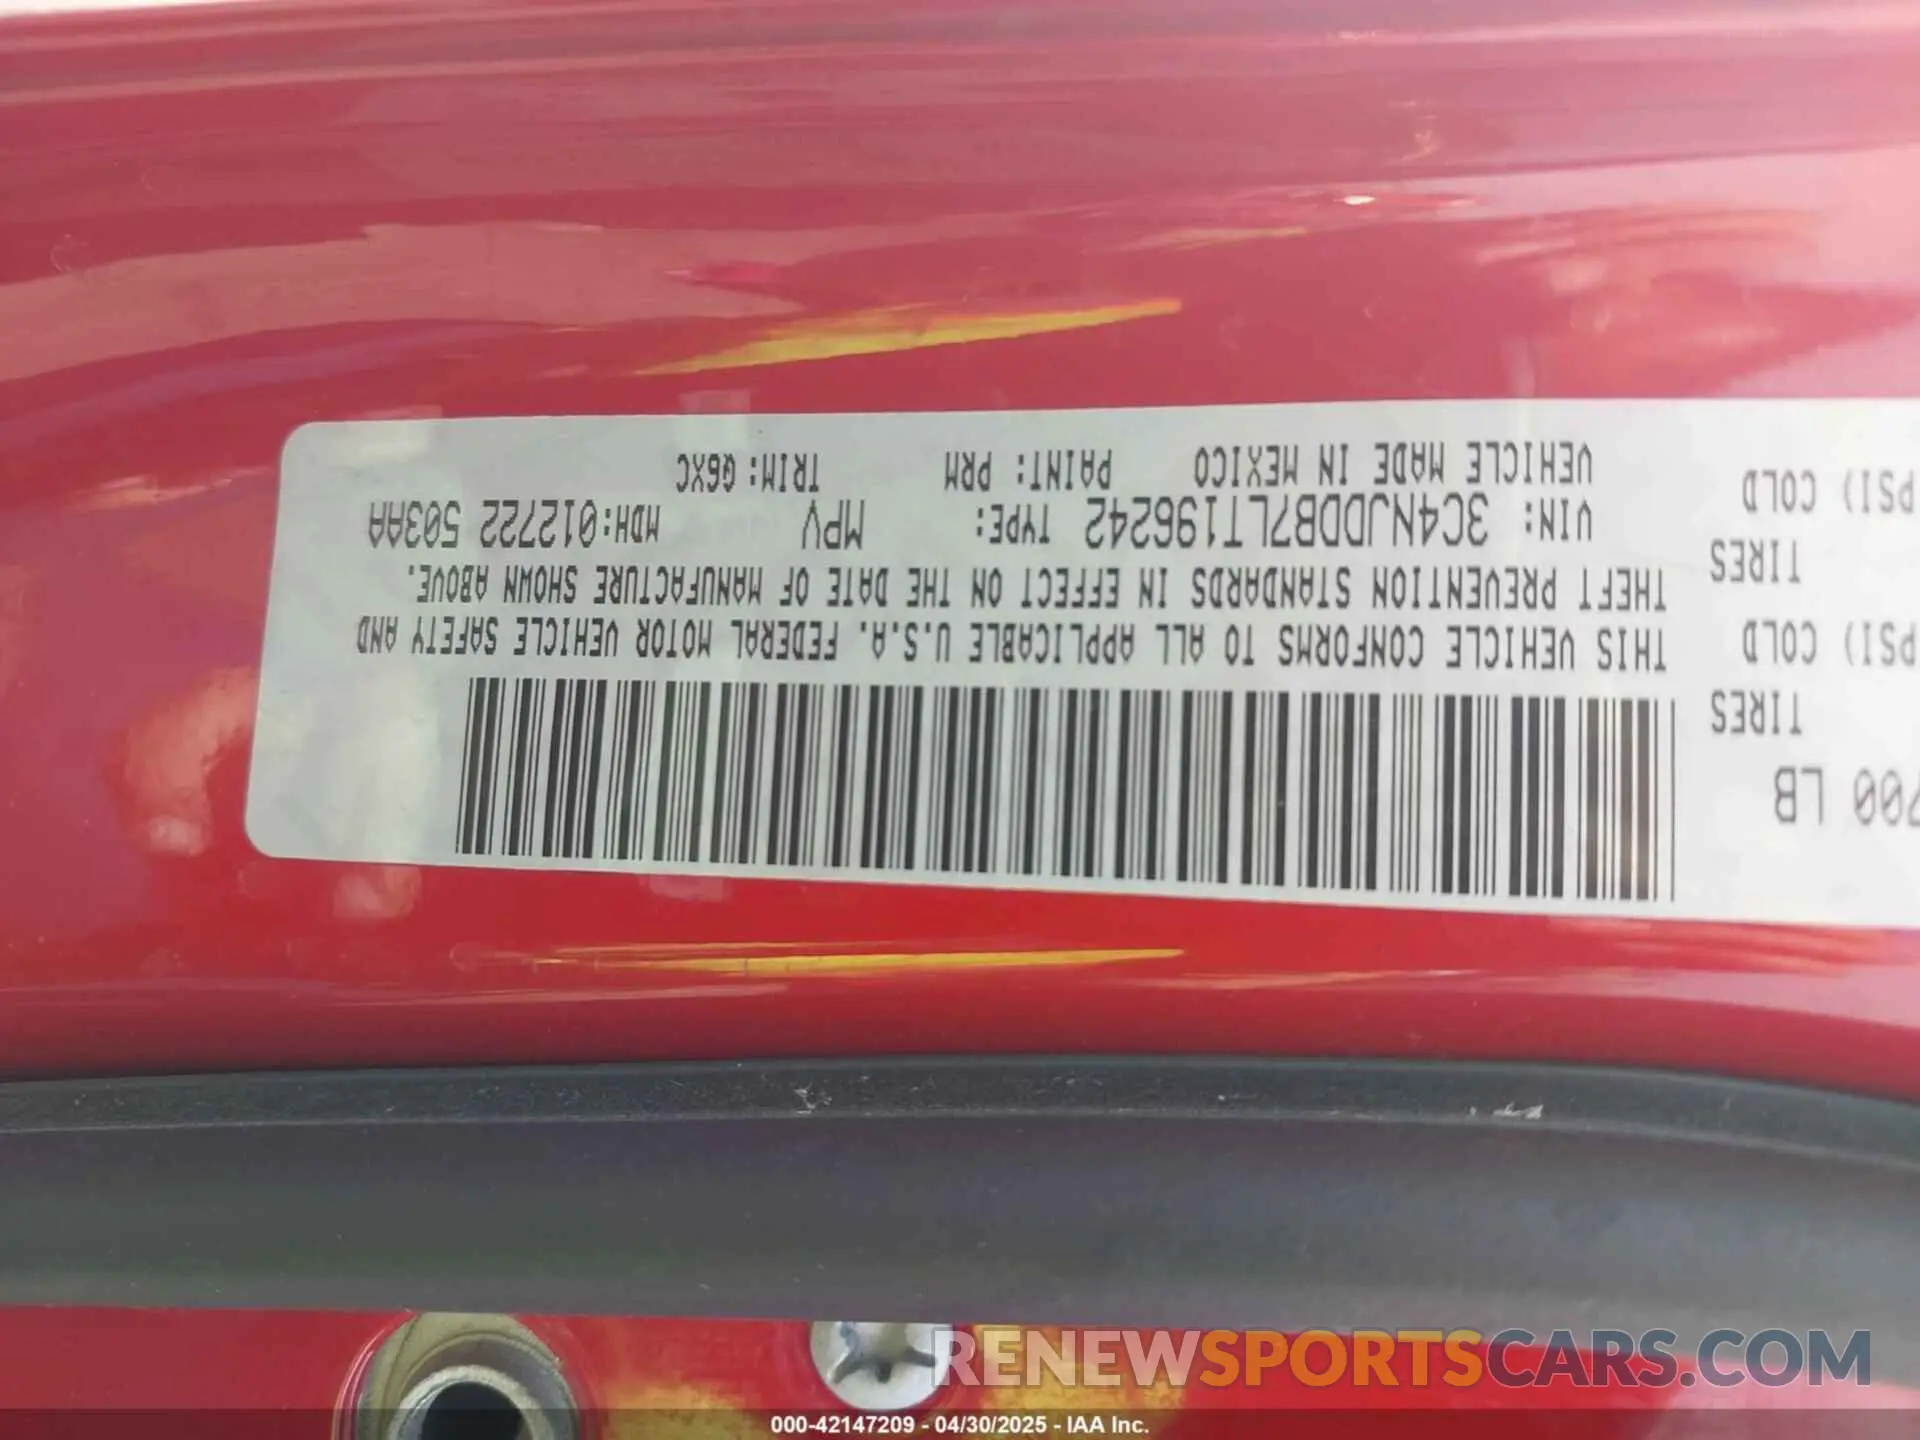 700 LB
TIRES
PSI) COLD
TIRES
PSI) COLD
THIS VEHICLE CONFORMS TO ALL APPLICABLE U.S.A. FEDERAL MOTOR VEHICLE SAFETY AND
THEFT PREVENTION STANDARDS IN EFFECT ON THE DATE OF MANUFACTURE SHOWN ABOVE.
VIN: 3C4NJDDB7LT196242 TYPE: MPV MDH:012722 503AA
VEHICLE MADE IN MEXICO PAINT: PRM TRIM: Q6XC
RENEWSPORTSCARS.COM
000-42147209 - 04/30/2025 - IAA Inc.